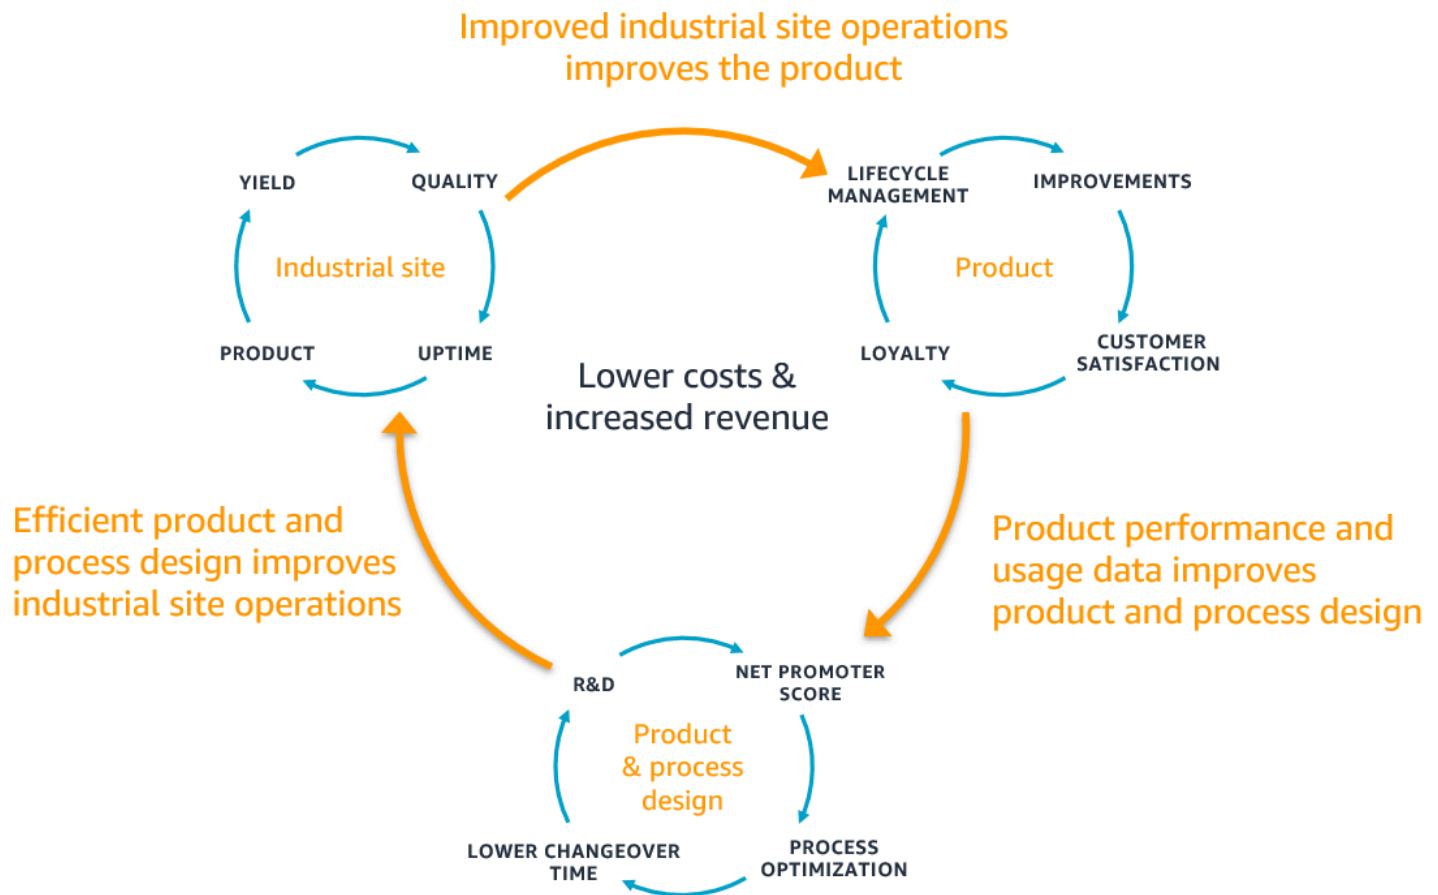 Improved industrial site operations
improves the product
YIELD
QUALITY
Industrial site
PRODUCT
UPTIME
LIFECYCLE
MANAGEMENT
IMPROVEMENTS
Product
LOYALTY
CUSTOMER
SATISFACTION
Lower costs &
increased revenue
Efficient product and
process design improves
industrial site operations
Product performance and
usage data improves
product and process design
R&D
NET PROMOTER
SCORE
Product
& process
design
LOWER CHANGEOVER
TIME
PROCESS
OPTIMIZATION